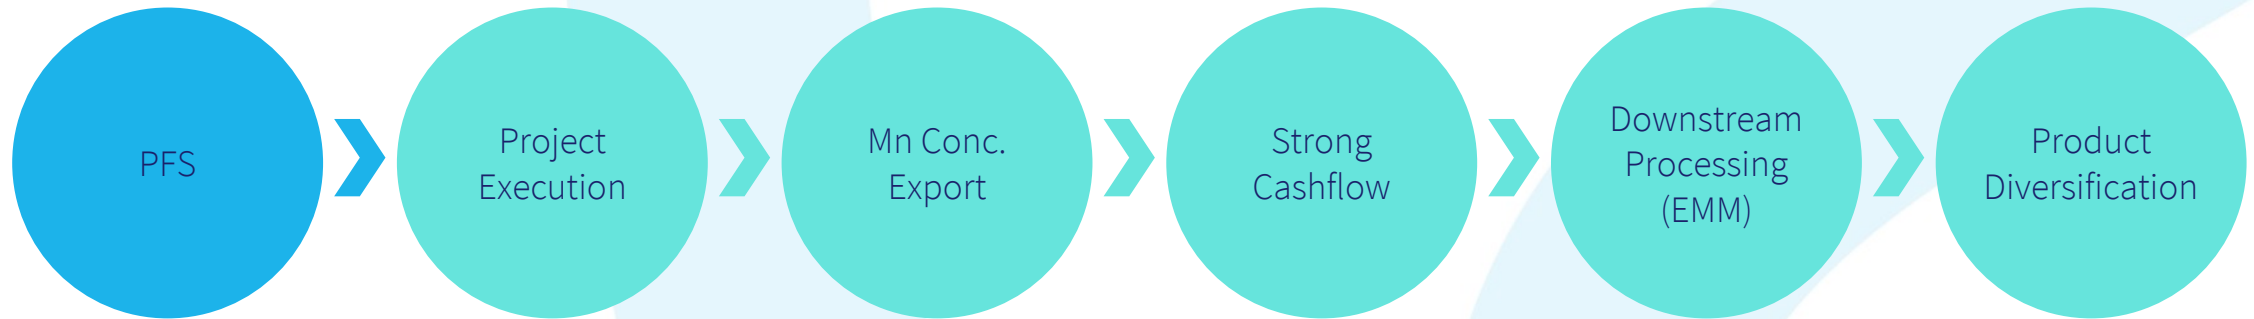 PFS
Project
Execution
Mn Conc.
Export
Strong
Cashflow
Downstream
Processing
(EMM)
Product
Diversification